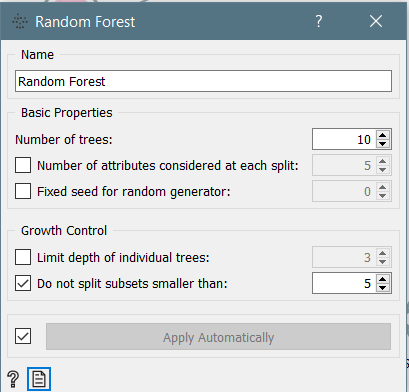 Random Forest ?
Name
Random Forest
Basic Properties
Number of trees: 10
Number of attributes considered at each split: 5
Fixed seed for random generator: 0
Growth Control
Limit depth of individual trees: 3
Do not split subsets smaller than: 5
Apply Automatically
?